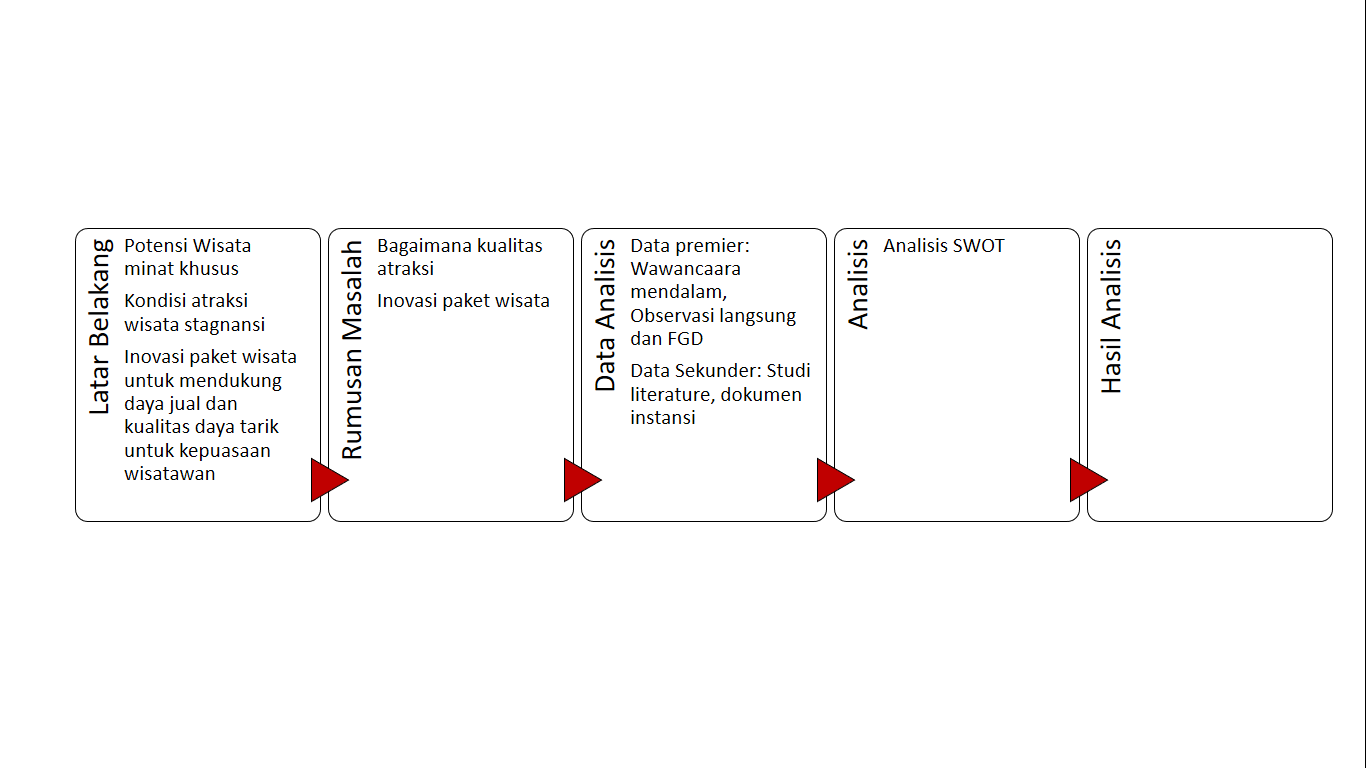 Latar Belakang
Potensi Wisata
minat khusus
Kondisi atraksi
wisata stagnansi
Inovasi paket wisata
untuk mendukung
daya jual dan
kualitas daya tarik
untuk kepuasaan
wisatawan
Rumusan Masalah
Bagaimana kualitas
atraksi
Inovasi paket wisata
Data Analisis
Data premier:
Wawancaara
mendalam,
Observasi langsung
dan FGD
Data Sekunder: Studi
literature, dokumen
instansi
Analisis
Analisis SWOT
Hasil Analisis